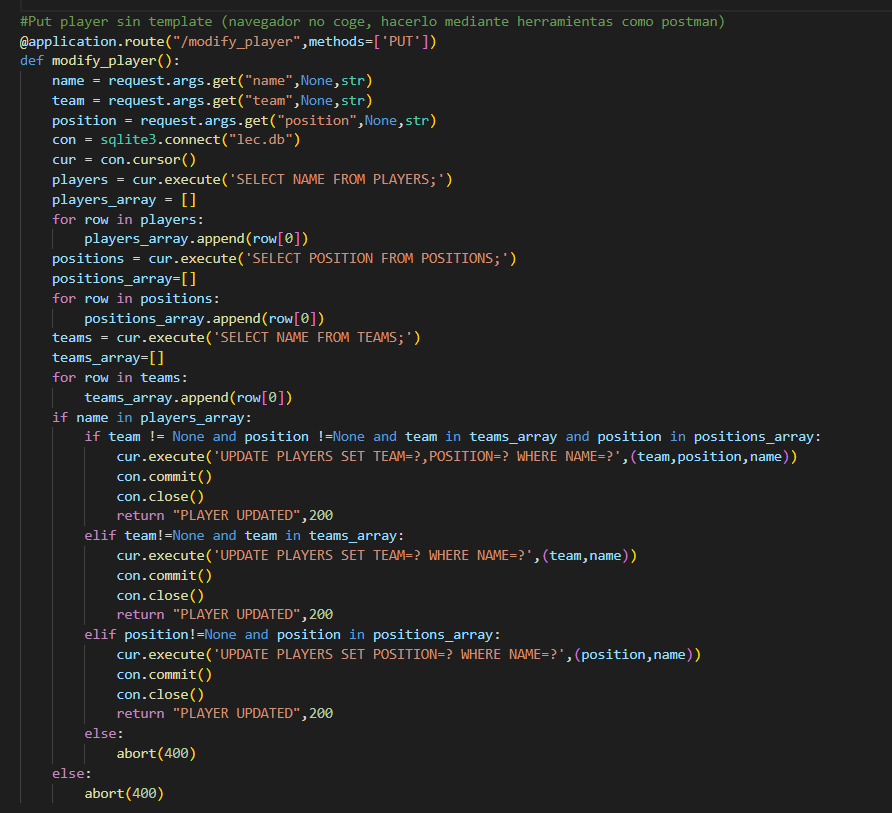 #Put player sin template (navegador no coge, hacerlo mediante herramientas como postman)
@application.route("/modify_player",methods=['PUT'])
def modify_player():
    name = request.args.get("name",None,str)
    team = request.args.get("team",None,str)
    position = request.args.get("position",None,str)
    con = sqlite3.connect("lec.db")
    cur = con.cursor()
    players = cur.execute('SELECT NAME FROM PLAYERS;')
    players_array = []
    for row in players:
        players_array.append(row[0])
    positions = cur.execute('SELECT POSITION FROM POSITIONS;')
    positions_array=[]
    for row in positions:
        positions_array.append(row[0])
    teams = cur.execute('SELECT NAME FROM TEAMS;')
    teams_array=[]
    for row in teams:
        teams_array.append(row[0])
    if name in players_array:
        if team != None and position !=None and team in teams_array and position in positions_array:
            cur.execute('UPDATE PLAYERS SET TEAM=?,POSITION=? WHERE NAME=?',(team,position,name))
            con.commit()
            con.close()
            return "PLAYER UPDATED",200
        elif team!=None and team in teams_array:
            cur.execute('UPDATE PLAYERS SET TEAM=? WHERE NAME=?',(team,name))
            con.commit()
            con.close()
            return "PLAYER UPDATED",200
        elif position!=None and position in positions_array:
            cur.execute('UPDATE PLAYERS SET POSITION=? WHERE NAME=?',(position,name))
            con.commit()
            con.close()
            return "PLAYER UPDATED",200
        else:
            abort(400)
    else:
        abort(400)